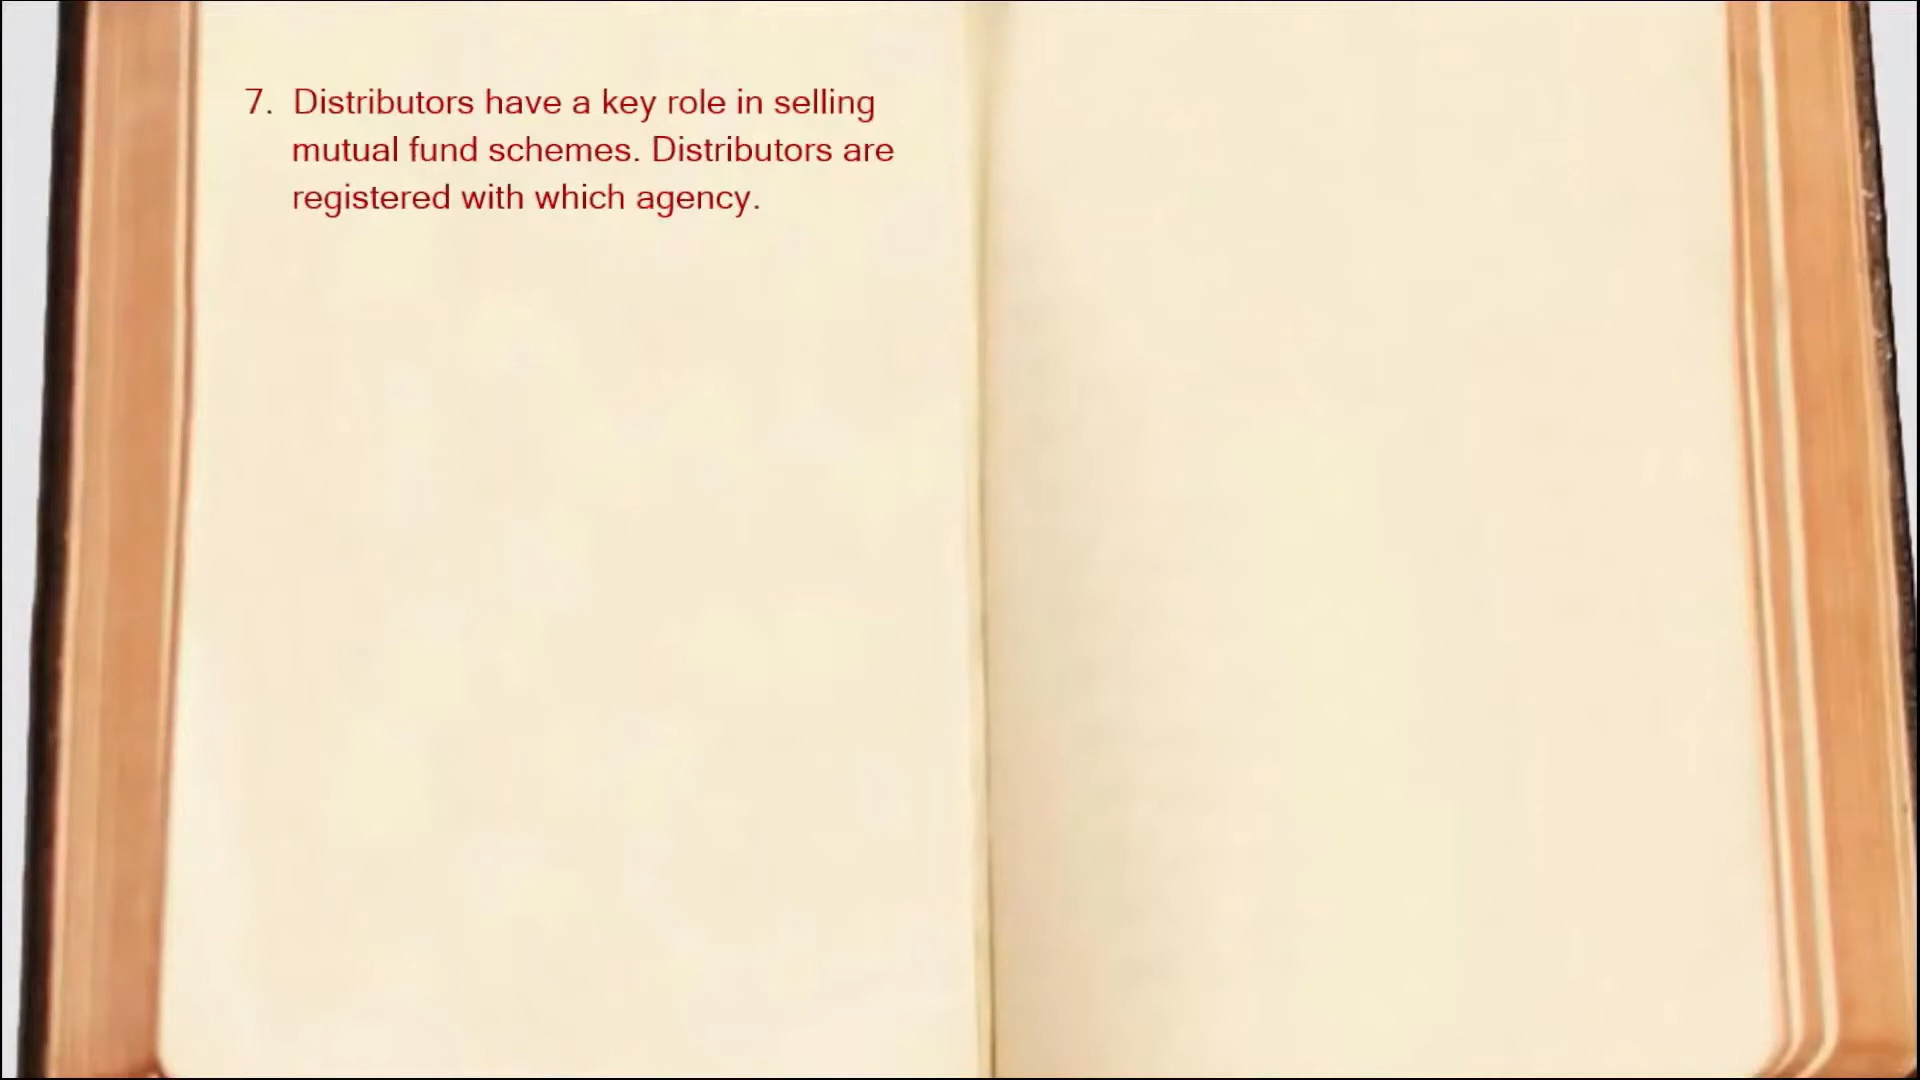 7. Distributors have a key role in selling
mutual fund schemes. Distributors are
registered with which agency.